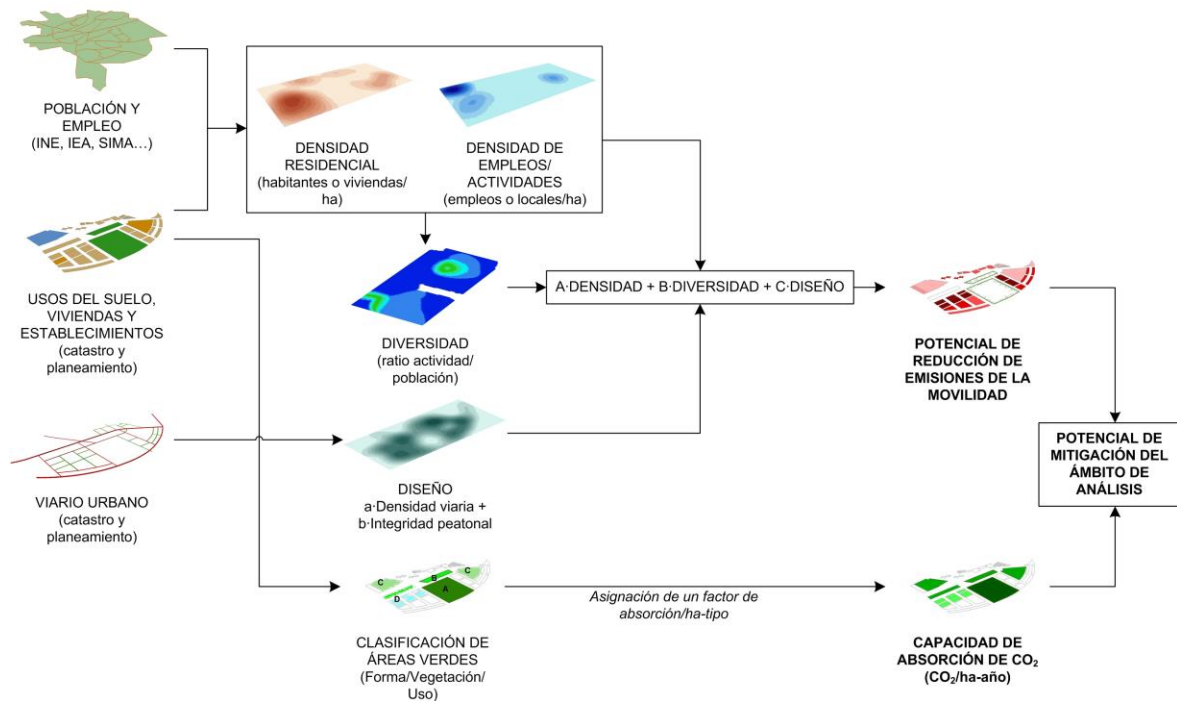 POBLACIÓN Y
EMPLEO
(INE, IEA, SIMA…)
DENSIDAD
RESIDENCIAL
(habitantes o viviendas/
ha)
DENSIDAD DE
EMPLEOS/
ACTIVIDADES
(empleos o locales/ha)
USOS DEL SUELO,
VIVIENDAS Y
ESTABLECIMIENTOS
(catastro y
planeamiento)
DIVERSIDAD
(ratio actividad/
población)
A·DENSIDAD + B·DIVERSIDAD + C·DISEÑO
POTENCIAL DE
REDUCCIÓN DE
EMISIONES DE LA
MOVILIDAD
VIARIO URBANO
(catastro y
planeamiento)
DISEÑO
a·Densidad viaria +
b·Integridad peatonal
POTENCIAL DE
MITIGACIÓN DEL
ÁMBITO DE
ANÁLISIS
C
B
C
A
D
CLASIFICACIÓN DE
ÁREAS VERDES
(Forma/Vegetación/
Uso)
Asignación de un factor de
absorción/ha-tipo
CAPACIDAD DE
ABSORCIÓN DE CO₂
(CO₂/ha-año)